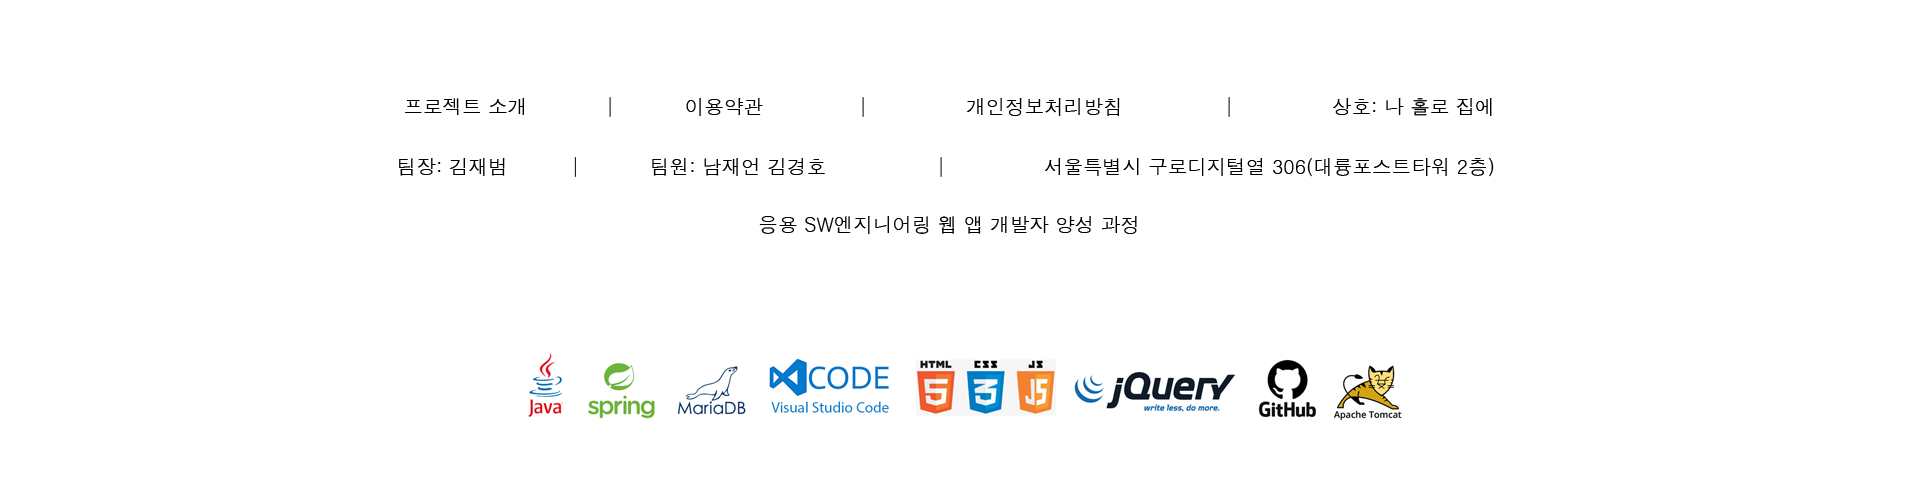 프로젝트 소개 | 이용약관 | 개인정보처리방침 | 상호: 나 홀로 집에
팀장: 김재범 | 팀원: 남재언 김경호 | 서울특별시 구로디지털열 306(대륭포스트타워 2층)
응용 SW엔지니어링 웹 앱 개발자 양성 과정
HTML CSS JS
CODE 5 3 JS jQuery
Java spring MariaDB Visual Studio Code write less, do more. GitHub Apache Tomcat